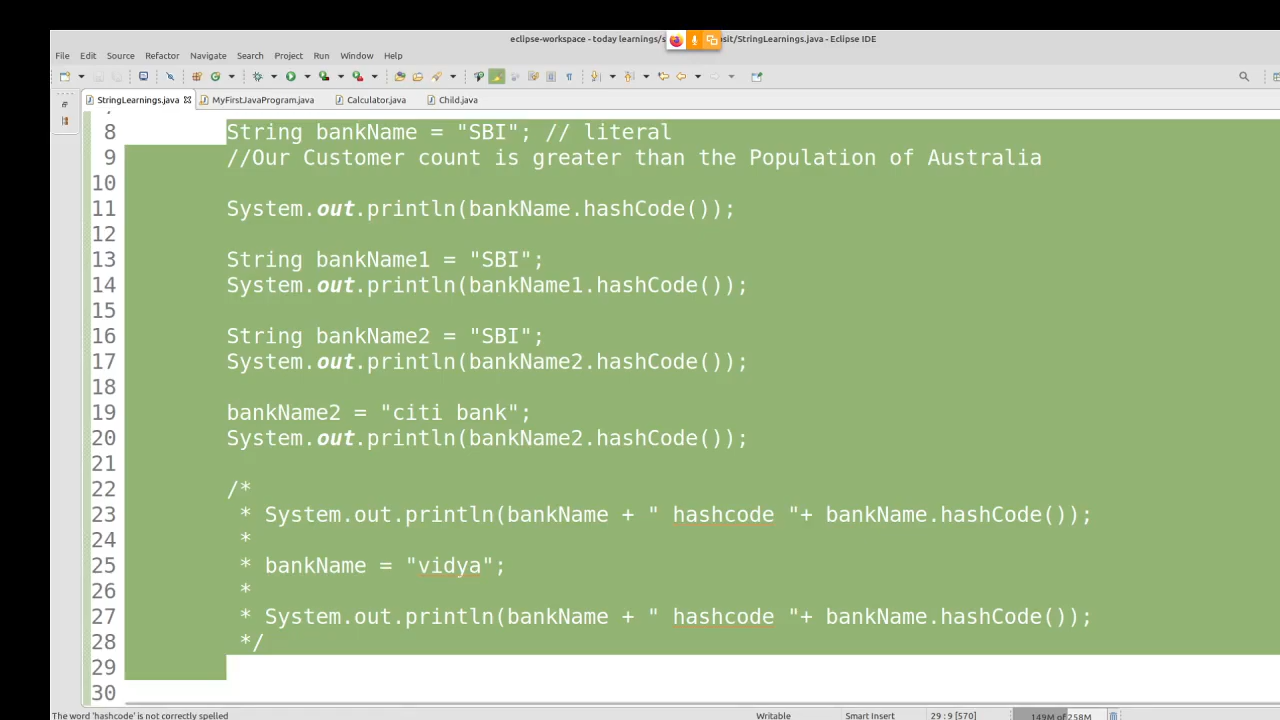 eclipse-workspace - today learnings/s sit/StringLearnings.java - Eclipse IDE
File Edit Source Refactor Navigate Search Project Run Window Help
StringLearnings.java MyFirstJavaProgram.java Calculator.java Child.java
8 String bankName = "SBI"; // literal
9 //Our Customer count is greater than the Population of Australia
10
11 System.out.println(bankName.hashCode());
12
13 String bankName1 = "SBI";
14 System.out.println(bankName1.hashCode());
15
16 String bankName2 = "SBI";
17 System.out.println(bankName2.hashCode());
18
19 bankName2 = "citi bank";
20 System.out.println(bankName2.hashCode());
21
22 /*
23 * System.out.println(bankName + " hashcode "+ bankName.hashCode());
24 *
25 * bankName = "vidya";
26 *
27 * System.out.println(bankName + " hashcode "+ bankName.hashCode());
28 */
29
30
The word 'hashcode' is not correctly spelled Writable Smart Insert 29 : 9 [570] 149M of 258M